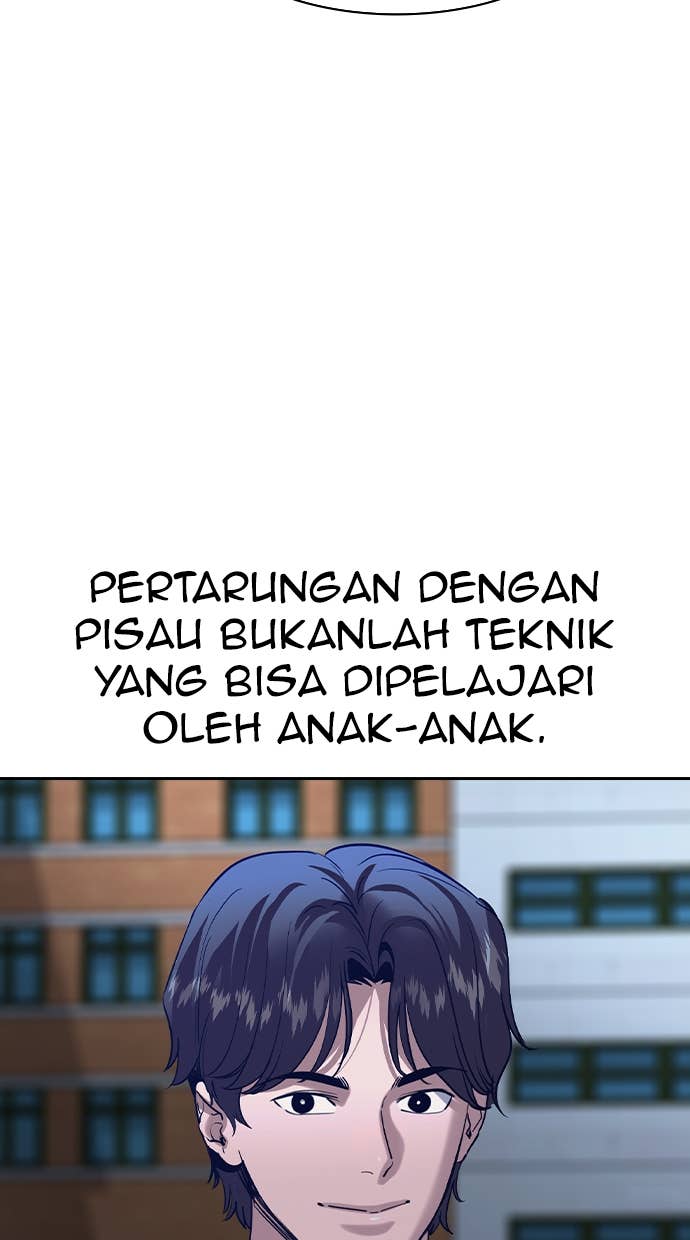 PERTARUNGAN DENGAN
PISAU BUKANLAH TEKNIK
YANG BISA DIPELAJARI
OLEH ANAK-ANAK.